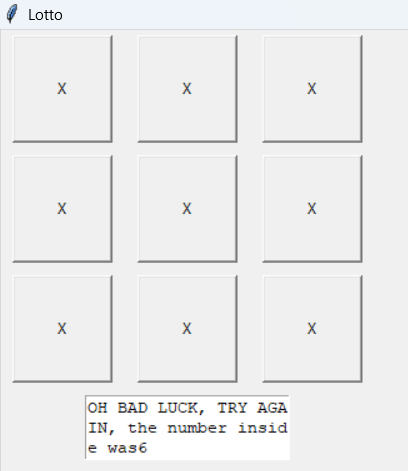 Lotto
X X X
X X X
X X X
OH BAD LUCK, TRY AGA
IN, the number insid
e was6